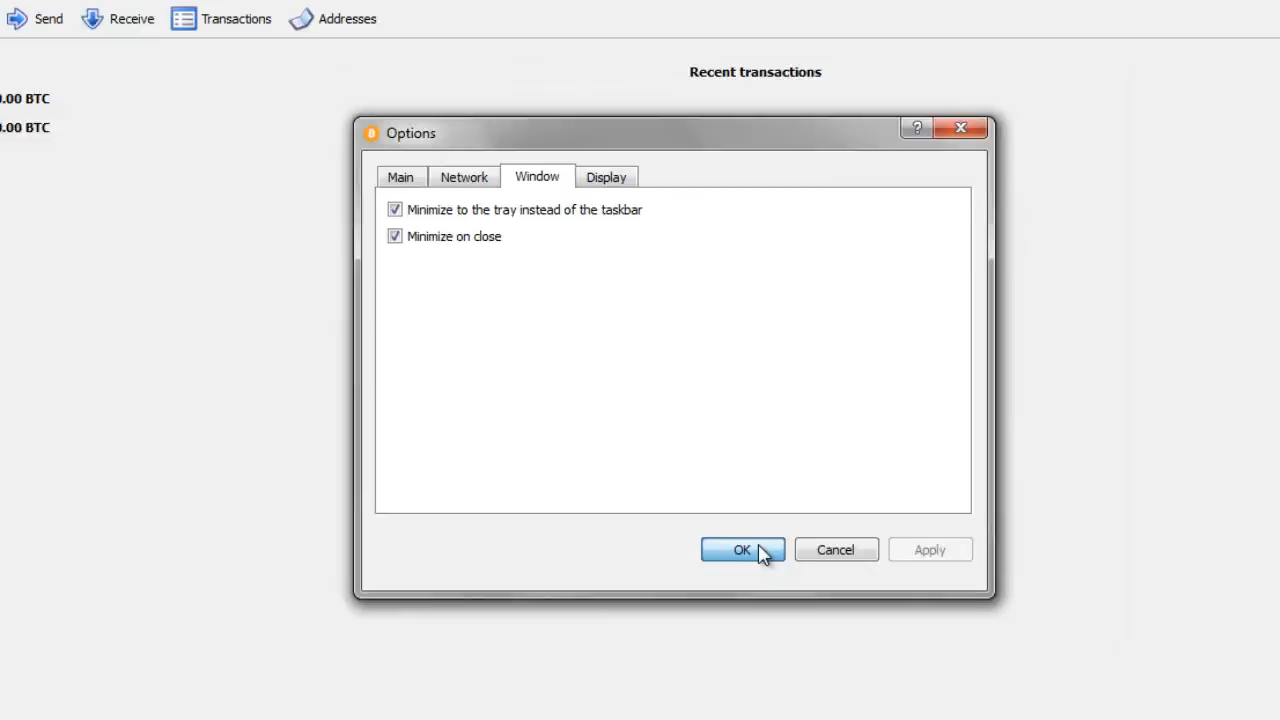 Send Receive Transactions Addresses
Recent transactions
.00 BTC
.00 BTC
Options
?
Main Network Window Display
Minimize to the tray instead of the taskbar
Minimize on close
OK Cancel Apply